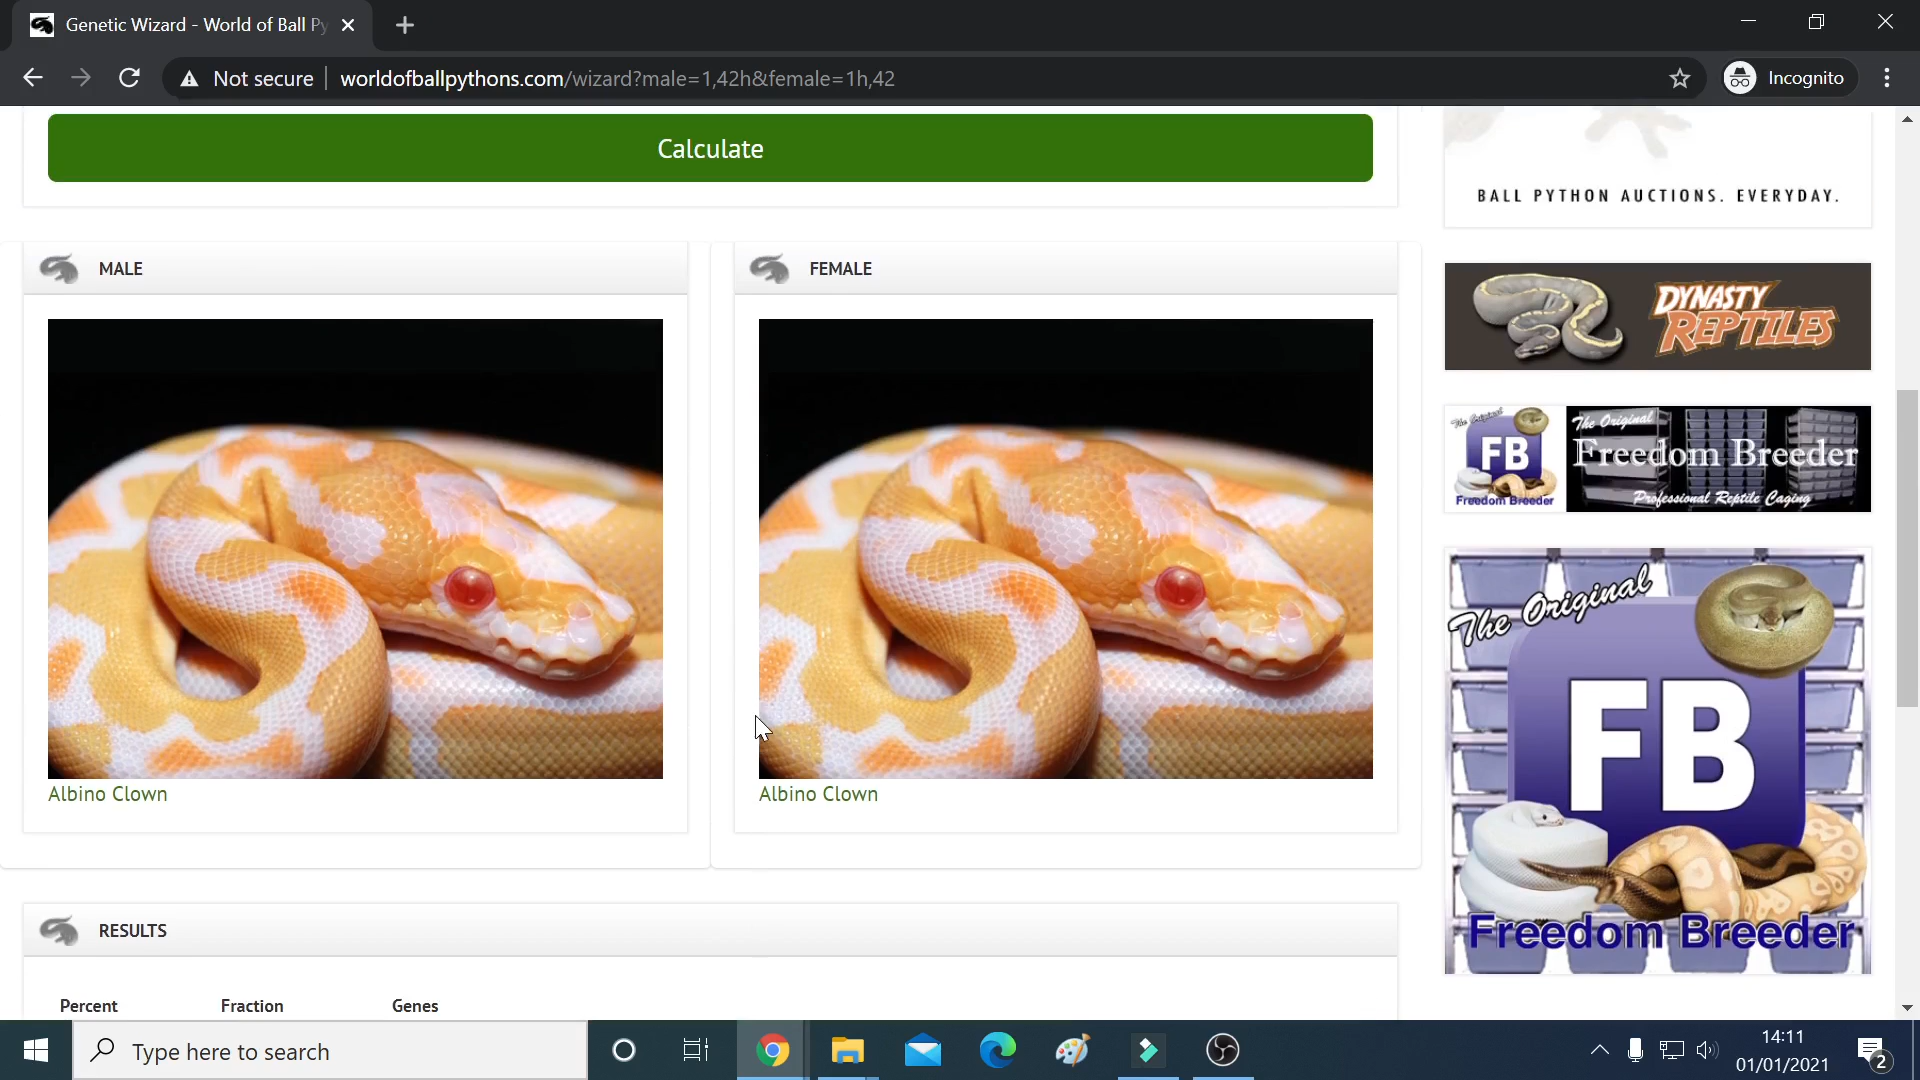 Genetic Wizard - World of Ball Py
Not secure
worldofballpythons.com/wizard?male=1,42h&female=1h,42
Incognito
Calculate
BALL PYTHON AUCTIONS. EVERYDAY.
MALE
FEMALE
DYNASTY
REPTILES
The Original
FB
Freedom Breeder
The Original
Freedom Breeder
Professional Reptile Caging
The Original
FB
Freedom Breeder
Albino Clown
Albino Clown
RESULTS
Percent
Fraction
Genes
Type here to search
14:11
01/01/2021
2